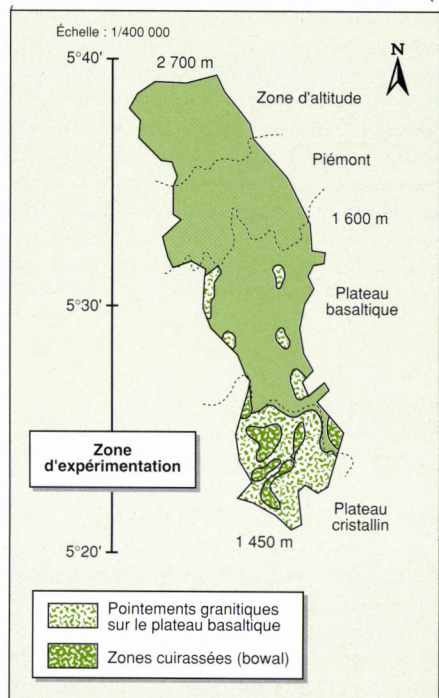 Échelle : 1/400 000
5°40'
2 700 m
N
Zone d'altitude
Piémont
1 600 m
5°30'
Plateau
basaltique
Zone
d'expérimentation
Plateau
cristallin
5°20'
1 450 m
Pointements granitiques
sur le plateau basaltique
Zones cuirassées (bowal)